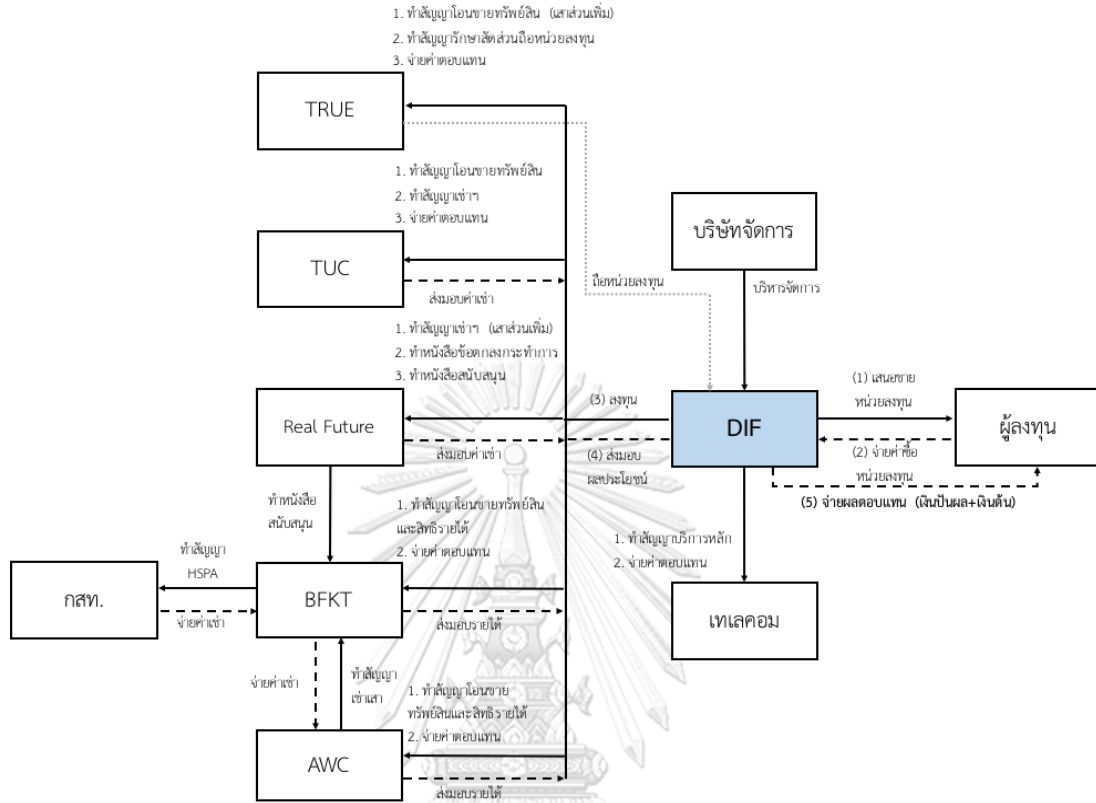 1. ทำสัญญาโอนขายทรัพย์สิน (เสาส่วนเพิ่ม)
2. ทำสัญญารักษาสัดส่วนถือหน่วยลงทุน
3. จ่ายค่าตอบแทน
TRUE
1. ทำสัญญาโอนขายทรัพย์สิน
2. ทำสัญญาเช่าฯ
3. จ่ายค่าตอบแทน
บริษัทจัดการ
TUC
ถือหน่วยลงทุน
บริหารจัดการ
ส่งมอบค่าเช่า
1. ทำสัญญาเช่าฯ (เสาส่วนเพิ่ม)
2. ทำหนังสือข้อตกลงกระทำการ
3. ทำหนังสือสนับสนุน
(1) เสนอขาย
หน่วยลงทุน
Real Future
(3) ลงทุน
DIF
ผู้ลงทุน
ส่งมอบค่าเช่า
(4) ส่งมอบ
ผลประโยชน์
(2) จ่ายค่าซื้อ
หน่วยลงทุน
(5) จ่ายผลตอบแทน (เงินปันผล+เงินต้น)
ทำหนังสือ
สนับสนุน
1. ทำสัญญาโอนขายทรัพย์สิน
และสิทธิรายได้
2. จ่ายค่าตอบแทน
1. ทำสัญญาบริการหลัก
2. จ่ายค่าตอบแทน
ทำสัญญา
HSPA
กสท.
BFKT
เทเลคอม
จ่ายค่าเช่า
ส่งมอบรายได้
จ่ายค่าเช่า
ทำสัญญา
เช่าเสา
1. ทำสัญญาโอนขาย
ทรัพย์สินและสิทธิรายได้
2. จ่ายค่าตอบแทน
AWC
ส่งมอบรายได้